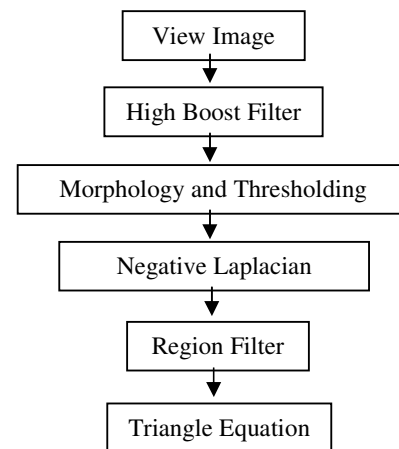 View Image
High Boost Filter
Morphology and Thresholding
Negative Laplacian
Region Filter
Triangle Equation